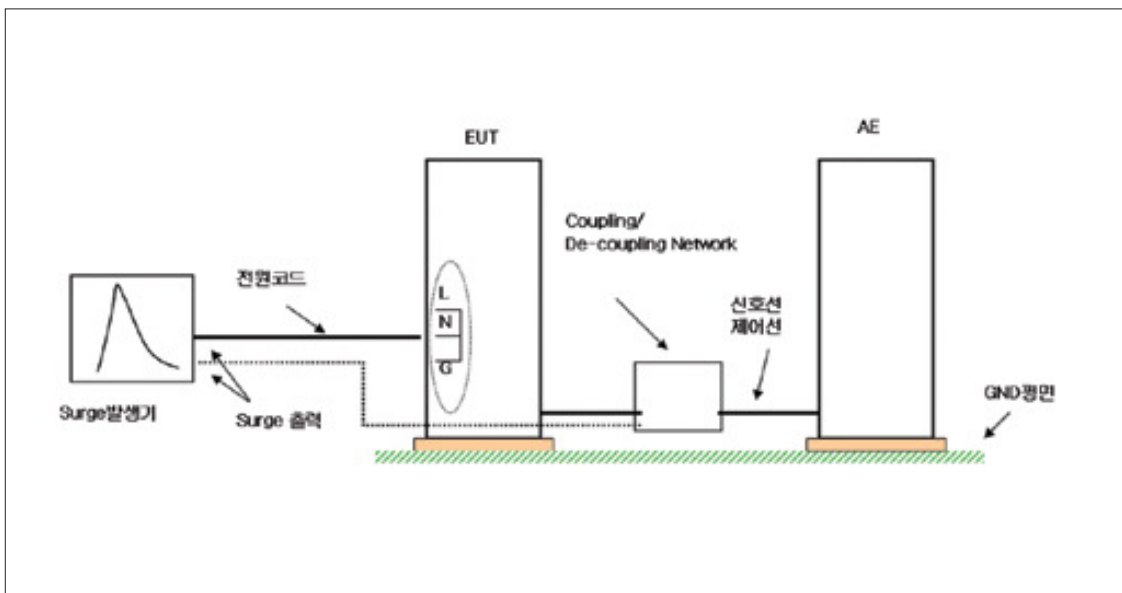 EUT
AE
Coupling/
De-coupling Network
전원코드
신호선
제어선
L
N
G
GND평면
Surge발생기
Surge 출력